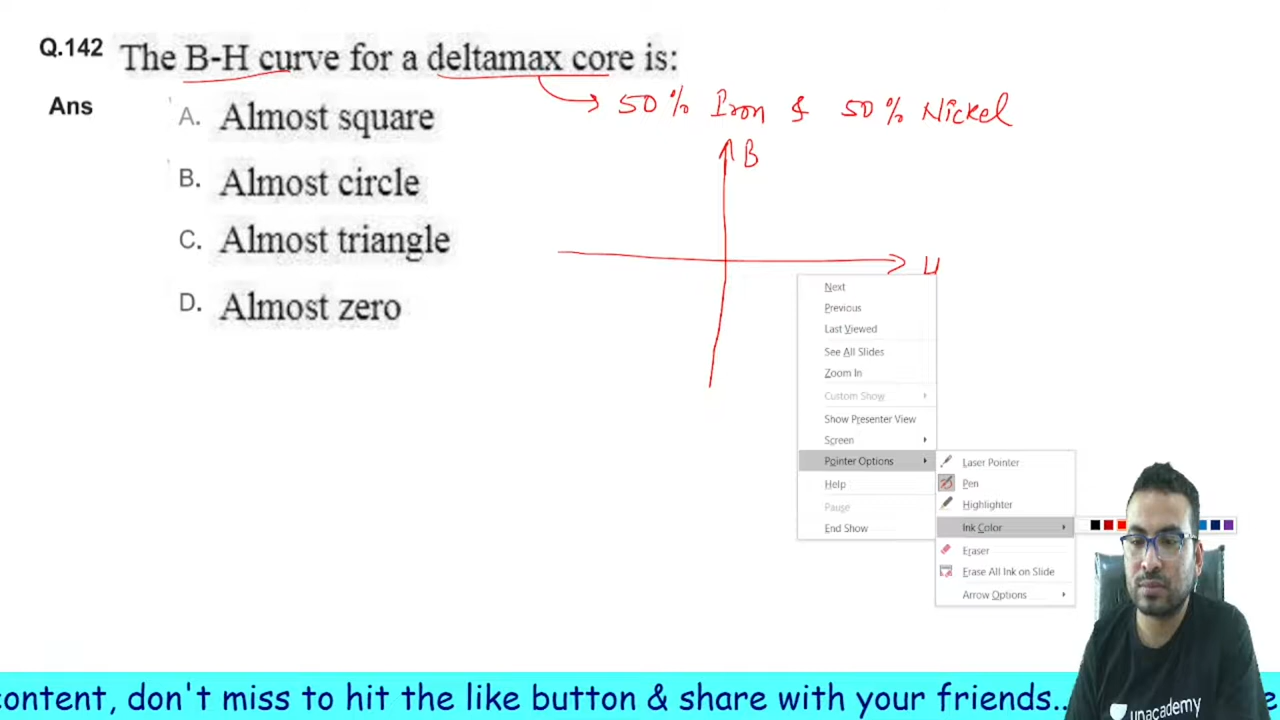 Q.142 The B-H curve for a deltamax core is:
Ans
A. Almost square
50% Iron & 50% Nickel
B
B. Almost circle
C. Almost triangle
H
D. Almost zero
Next
Previous
Last Viewed
See All Slides
Zoom In
Custom Show
Show Presenter View
Screen
Pointer Options
Help
Pause
End Show
Laser Pointer
Pen
Highlighter
Ink Color
Eraser
Erase All Ink on Slide
Arrow Options
content, don't miss to hit the like button & share with your friends..
unacademy